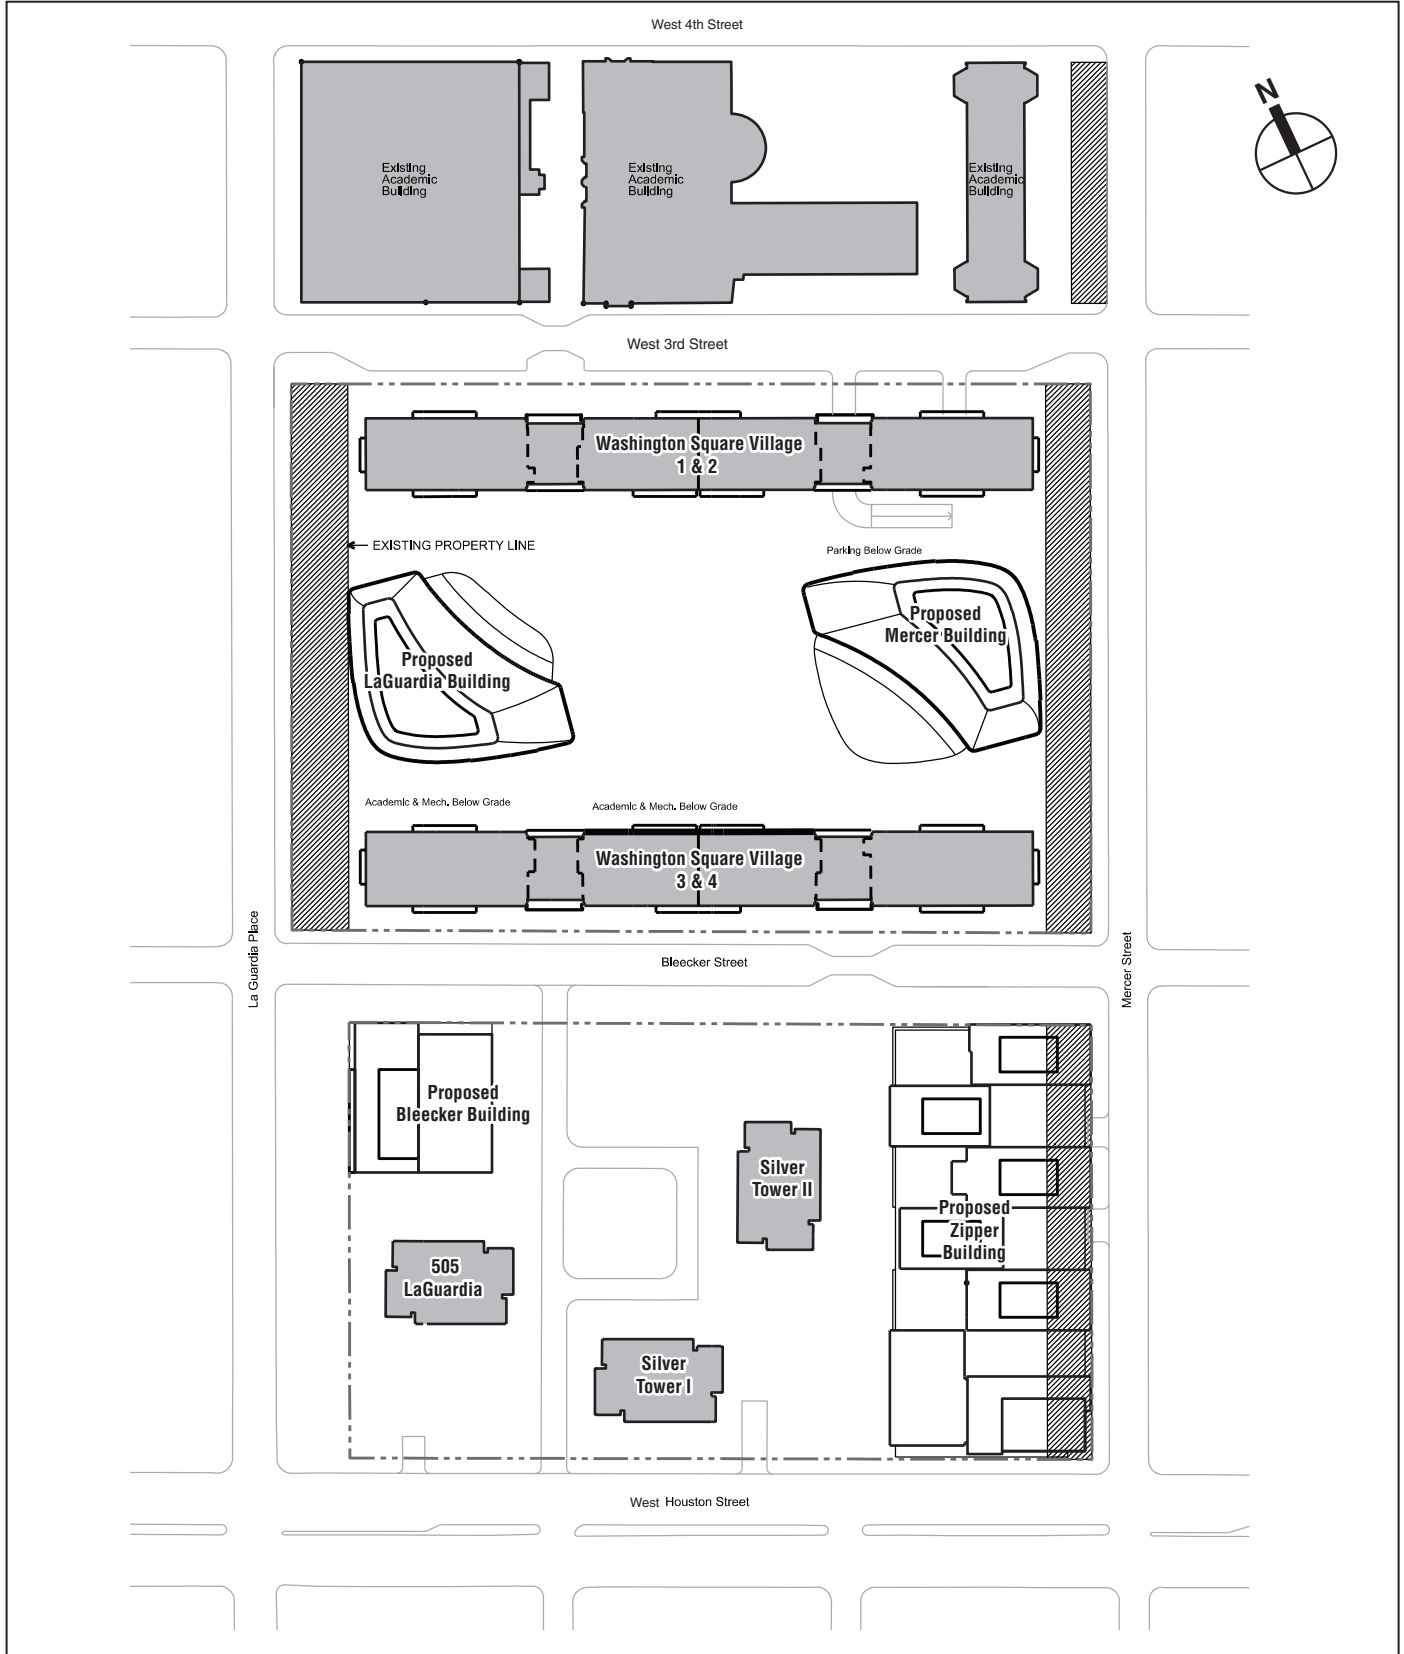 West 4th Street
N
Existing
Academic
Building
Existing
Academic
Building
Existing
Academic
Building
West 3rd Street
Washington Square Village
1 & 2
EXISTING PROPERTY LINE
Parking Below Grade
Proposed
Mercer Building
Proposed
LaGuardia Building
Academic & Mech. Below Grade
Academic & Mech. Below Grade
Washington Square Village
3 & 4
La Guardia Place
Mercer Street
Bleecker Street
Proposed
Bleecker Building
Silver
Tower II
Proposed
Zipper
Building
505
LaGuardia
Silver
Tower I
West Houston Street